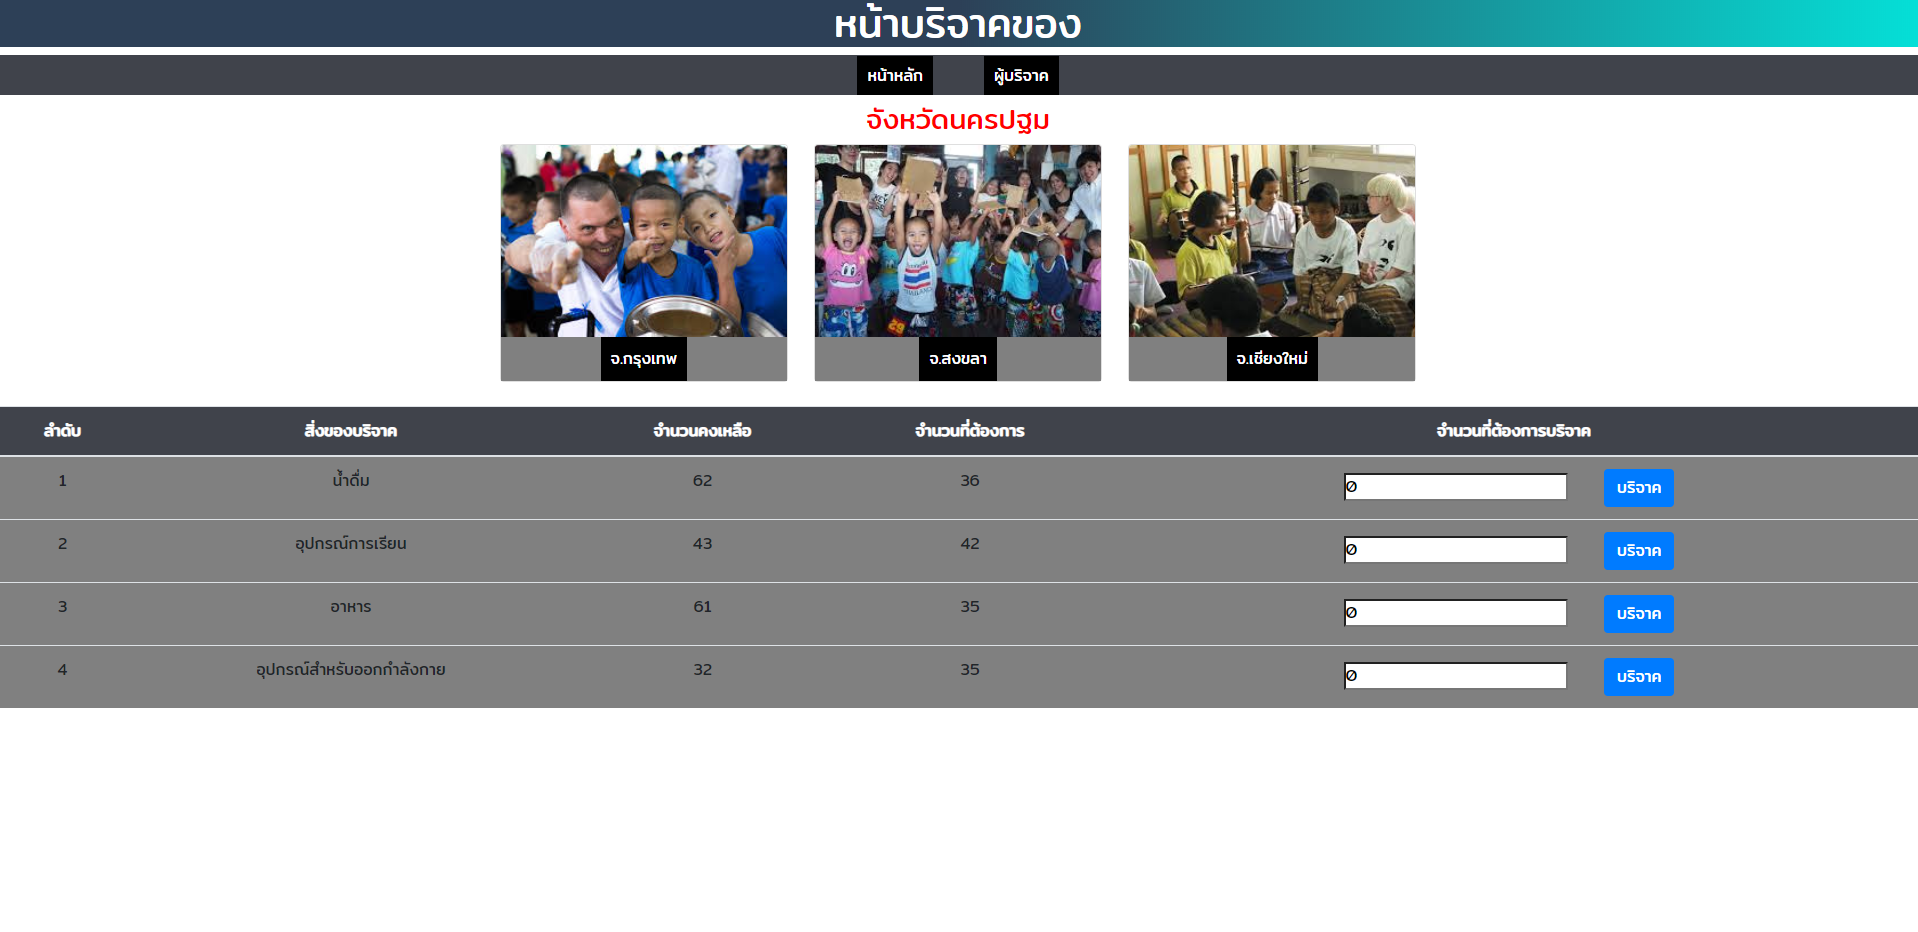 หน้าบริจาคของ
หน้าหลัก ผู้บริจาค
จังหวัดนครปฐม
จ.กรุงเทพ จ.สงขลา จ.เชียงใหม่
ลำดับ สิ่งของบริจาค จำนวนคงเหลือ จำนวนที่ต้องการ จำนวนที่ต้องการบริจาค
1 น้ำดื่ม 62 36 0 บริจาค
2 อุปกรณ์การเรียน 43 42 0 บริจาค
3 อาหาร 61 35 0 บริจาค
4 อุปกรณ์สำหรับออกกำลังกาย 32 35 0 บริจาค